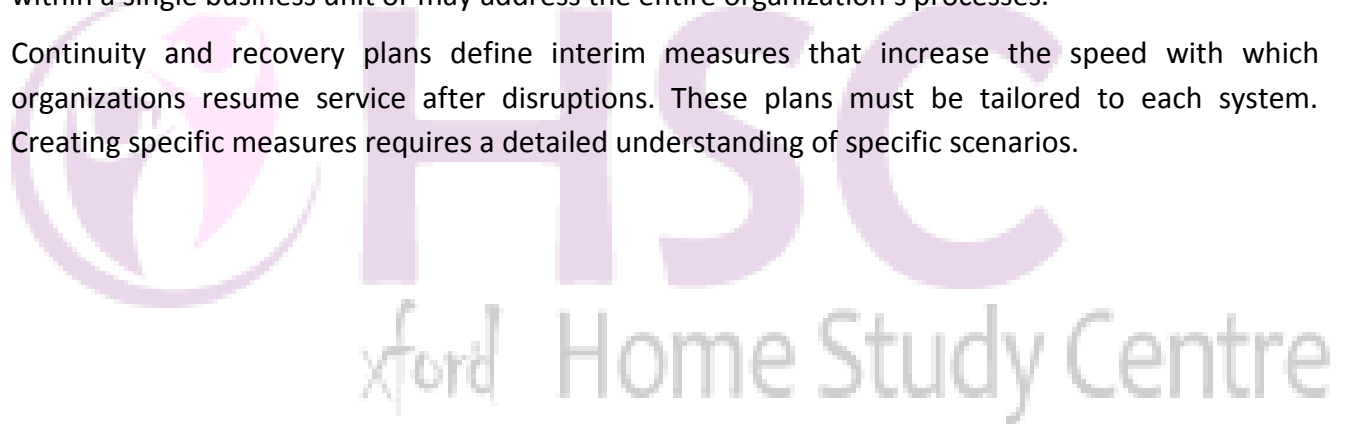 within a single business unit or may address the entire organization's processes.
Continuity and recovery plans define interim measures that increase the speed with which
organizations resume service after disruptions. These plans must be tailored to each system.
Creating specific measures requires a detailed understanding of specific scenarios.
HSC
xford Home Study Centre